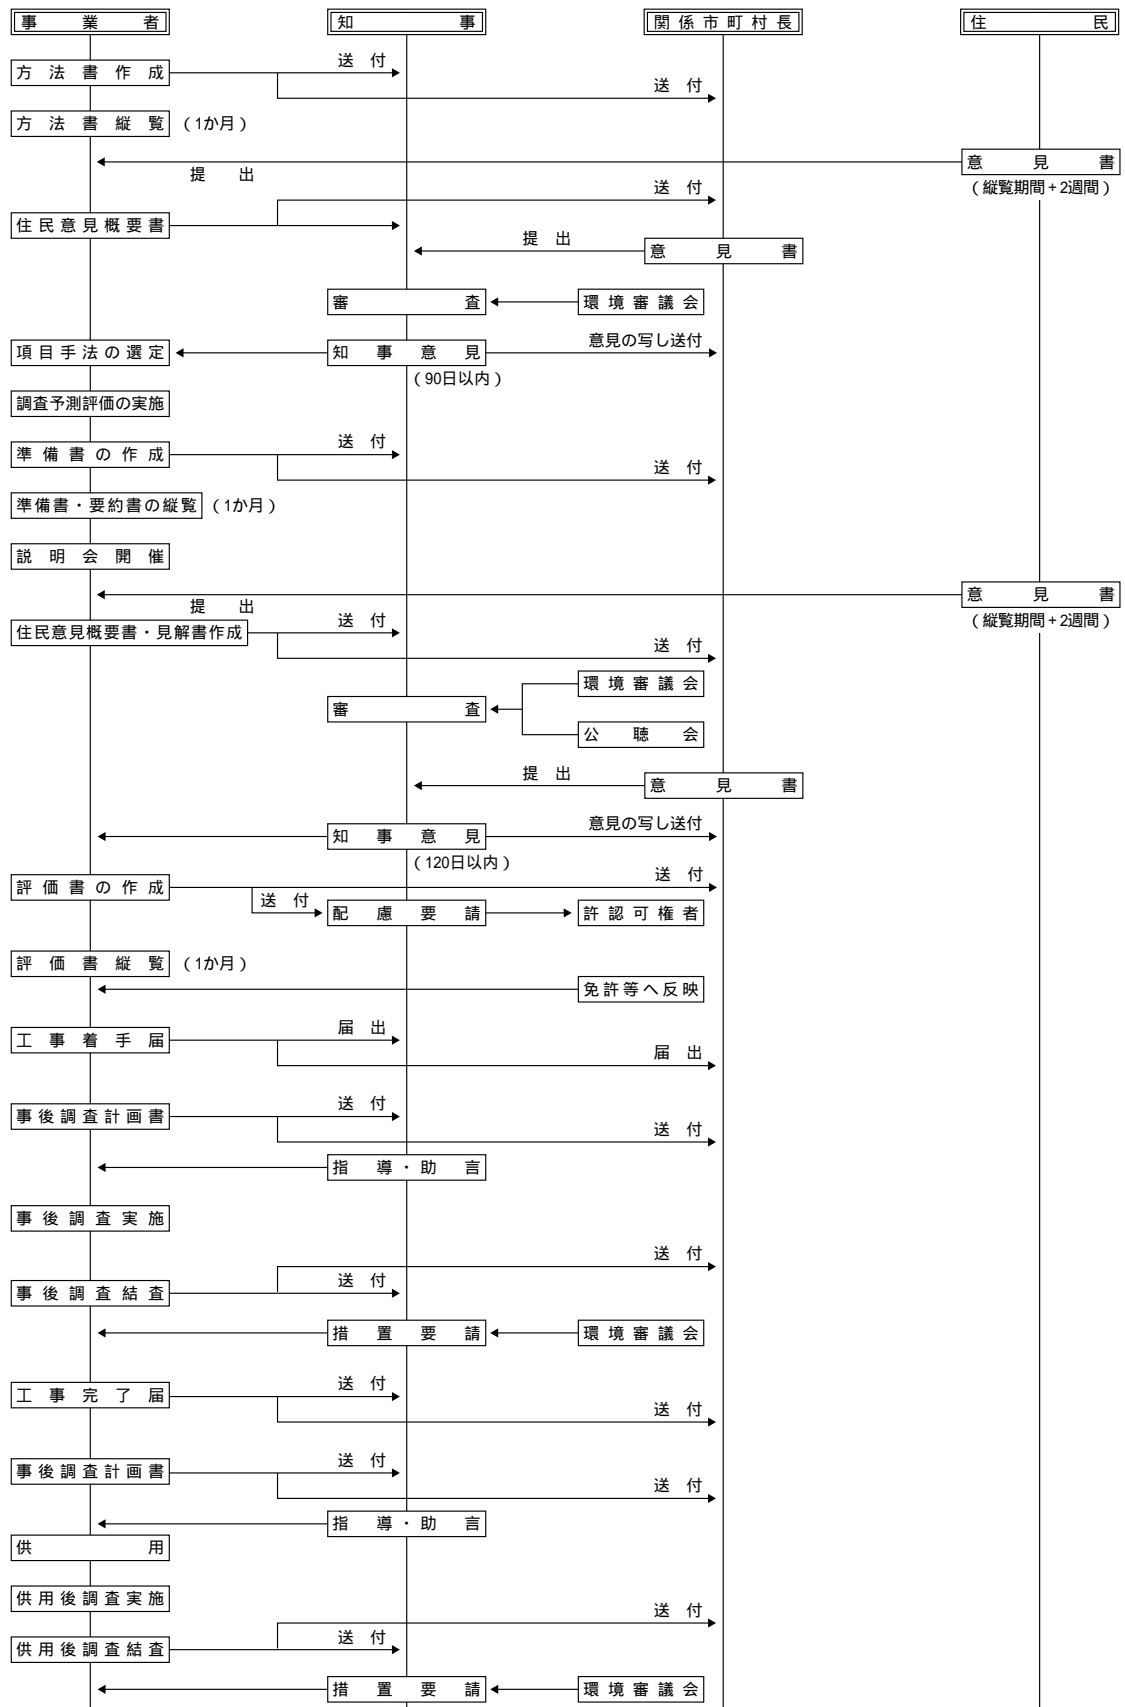 事業者 知事 関係市町村長 住民
送付
方法書作成
送付
方法書縦覧 (1か月)
意見書
提出
(縦覧期間+2週間)
送付
住民意見概要書
提出
意見書
審査 環境審議会
意見の写し送付
項目手法の選定 知事意見
(90日以内)
調査予測評価の実施
送付
準備書の作成
送付
準備書・要約書の縦覧 (1か月)
説明会開催
意見書
提出
(縦覧期間+2週間)
送付
住民意見概要書・見解書作成
送付
環境審議会
審査
公聴会
提出
意見書
意見の写し送付
知事意見
(120日以内)
送付
評価書の作成
送付
配慮要請 許認可権者
評価書縦覧 (1か月)
免許等へ反映
届出
工事着手届
届出
送付
事後調査計画書
送付
指導・助言
事後調査実施
送付
送付
事後調査結査
措置要請 環境審議会
送付
工事完了届
送付
送付
事後調査計画書
送付
指導・助言
供用
供用後調査実施
送付
送付
供用後調査結査
措置要請 環境審議会